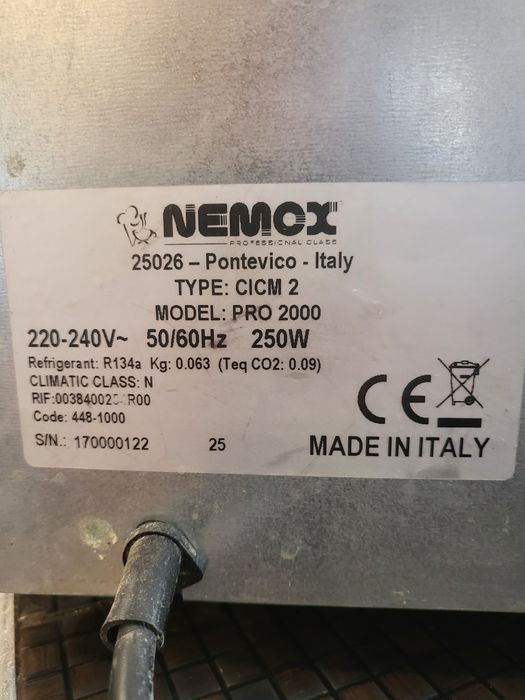 NEMOX
PROFESSIONAL CLASS
25026 – Pontevico - Italy
TYPE: CICM 2
MODEL: PRO 2000
220-240V~ 50/60Hz 250W
Refrigerant: R134a Kg: 0.063 (Teq CO2: 0.09)
CLIMATIC CLASS: N
RIF:
Code: 448-1000
CE
S/N.: 170000122 25 MADE IN ITALY